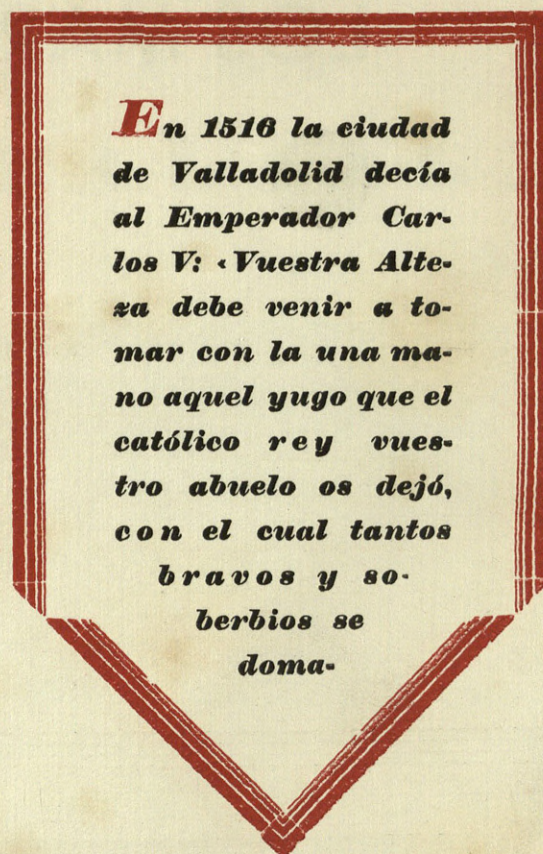 En 1516 la ciudad
de Valladolid decía
al Emperador Car-
los V: «Vuestra Alte-
za debe venir a to-
mar con la una ma-
no aquel yugo que el
católico rey vues-
tro abuelo os dejó,
con el cual tantos
bravos y so-
berbios se
doma-